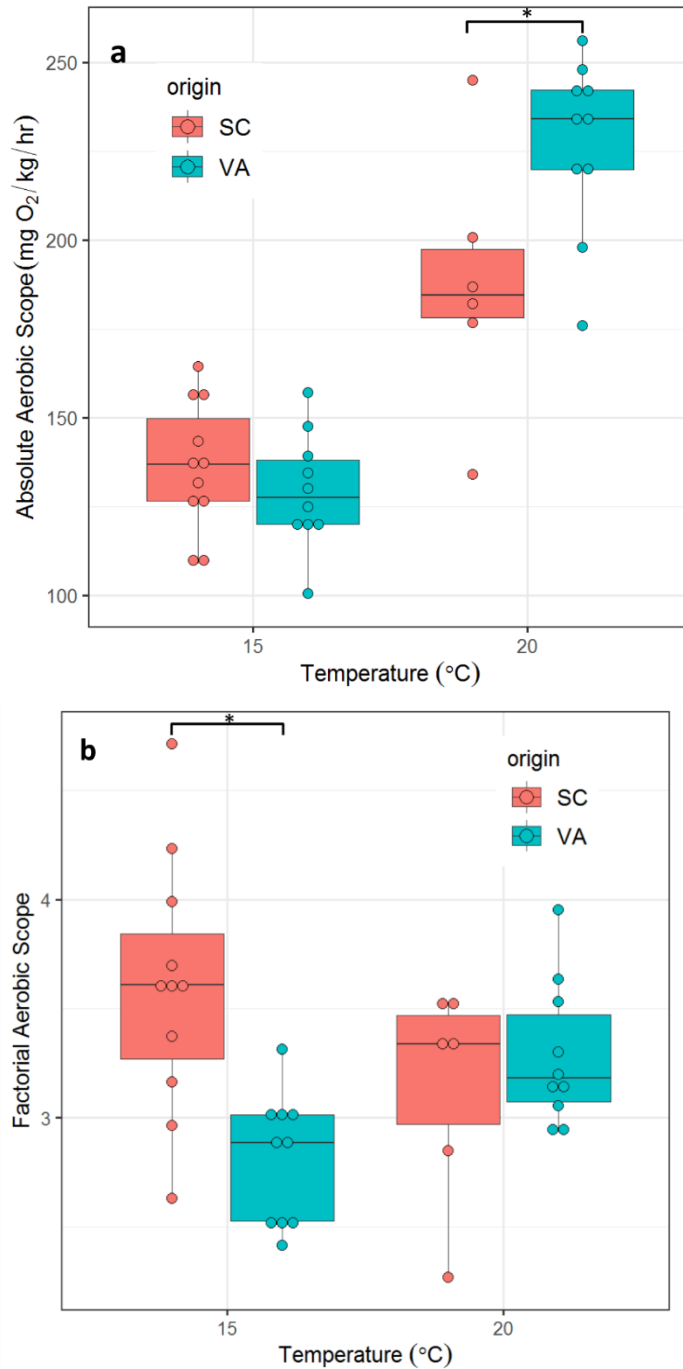 *
a
origin
SC
VA
250
200
150
100
Absolute Aerobic Scope(mg O₂/kg/hr)
15
20
Temperature (°C)
*
b
origin
SC
VA
4
3
Factorial Aerobic Scope
15
20
Temperature (°C)